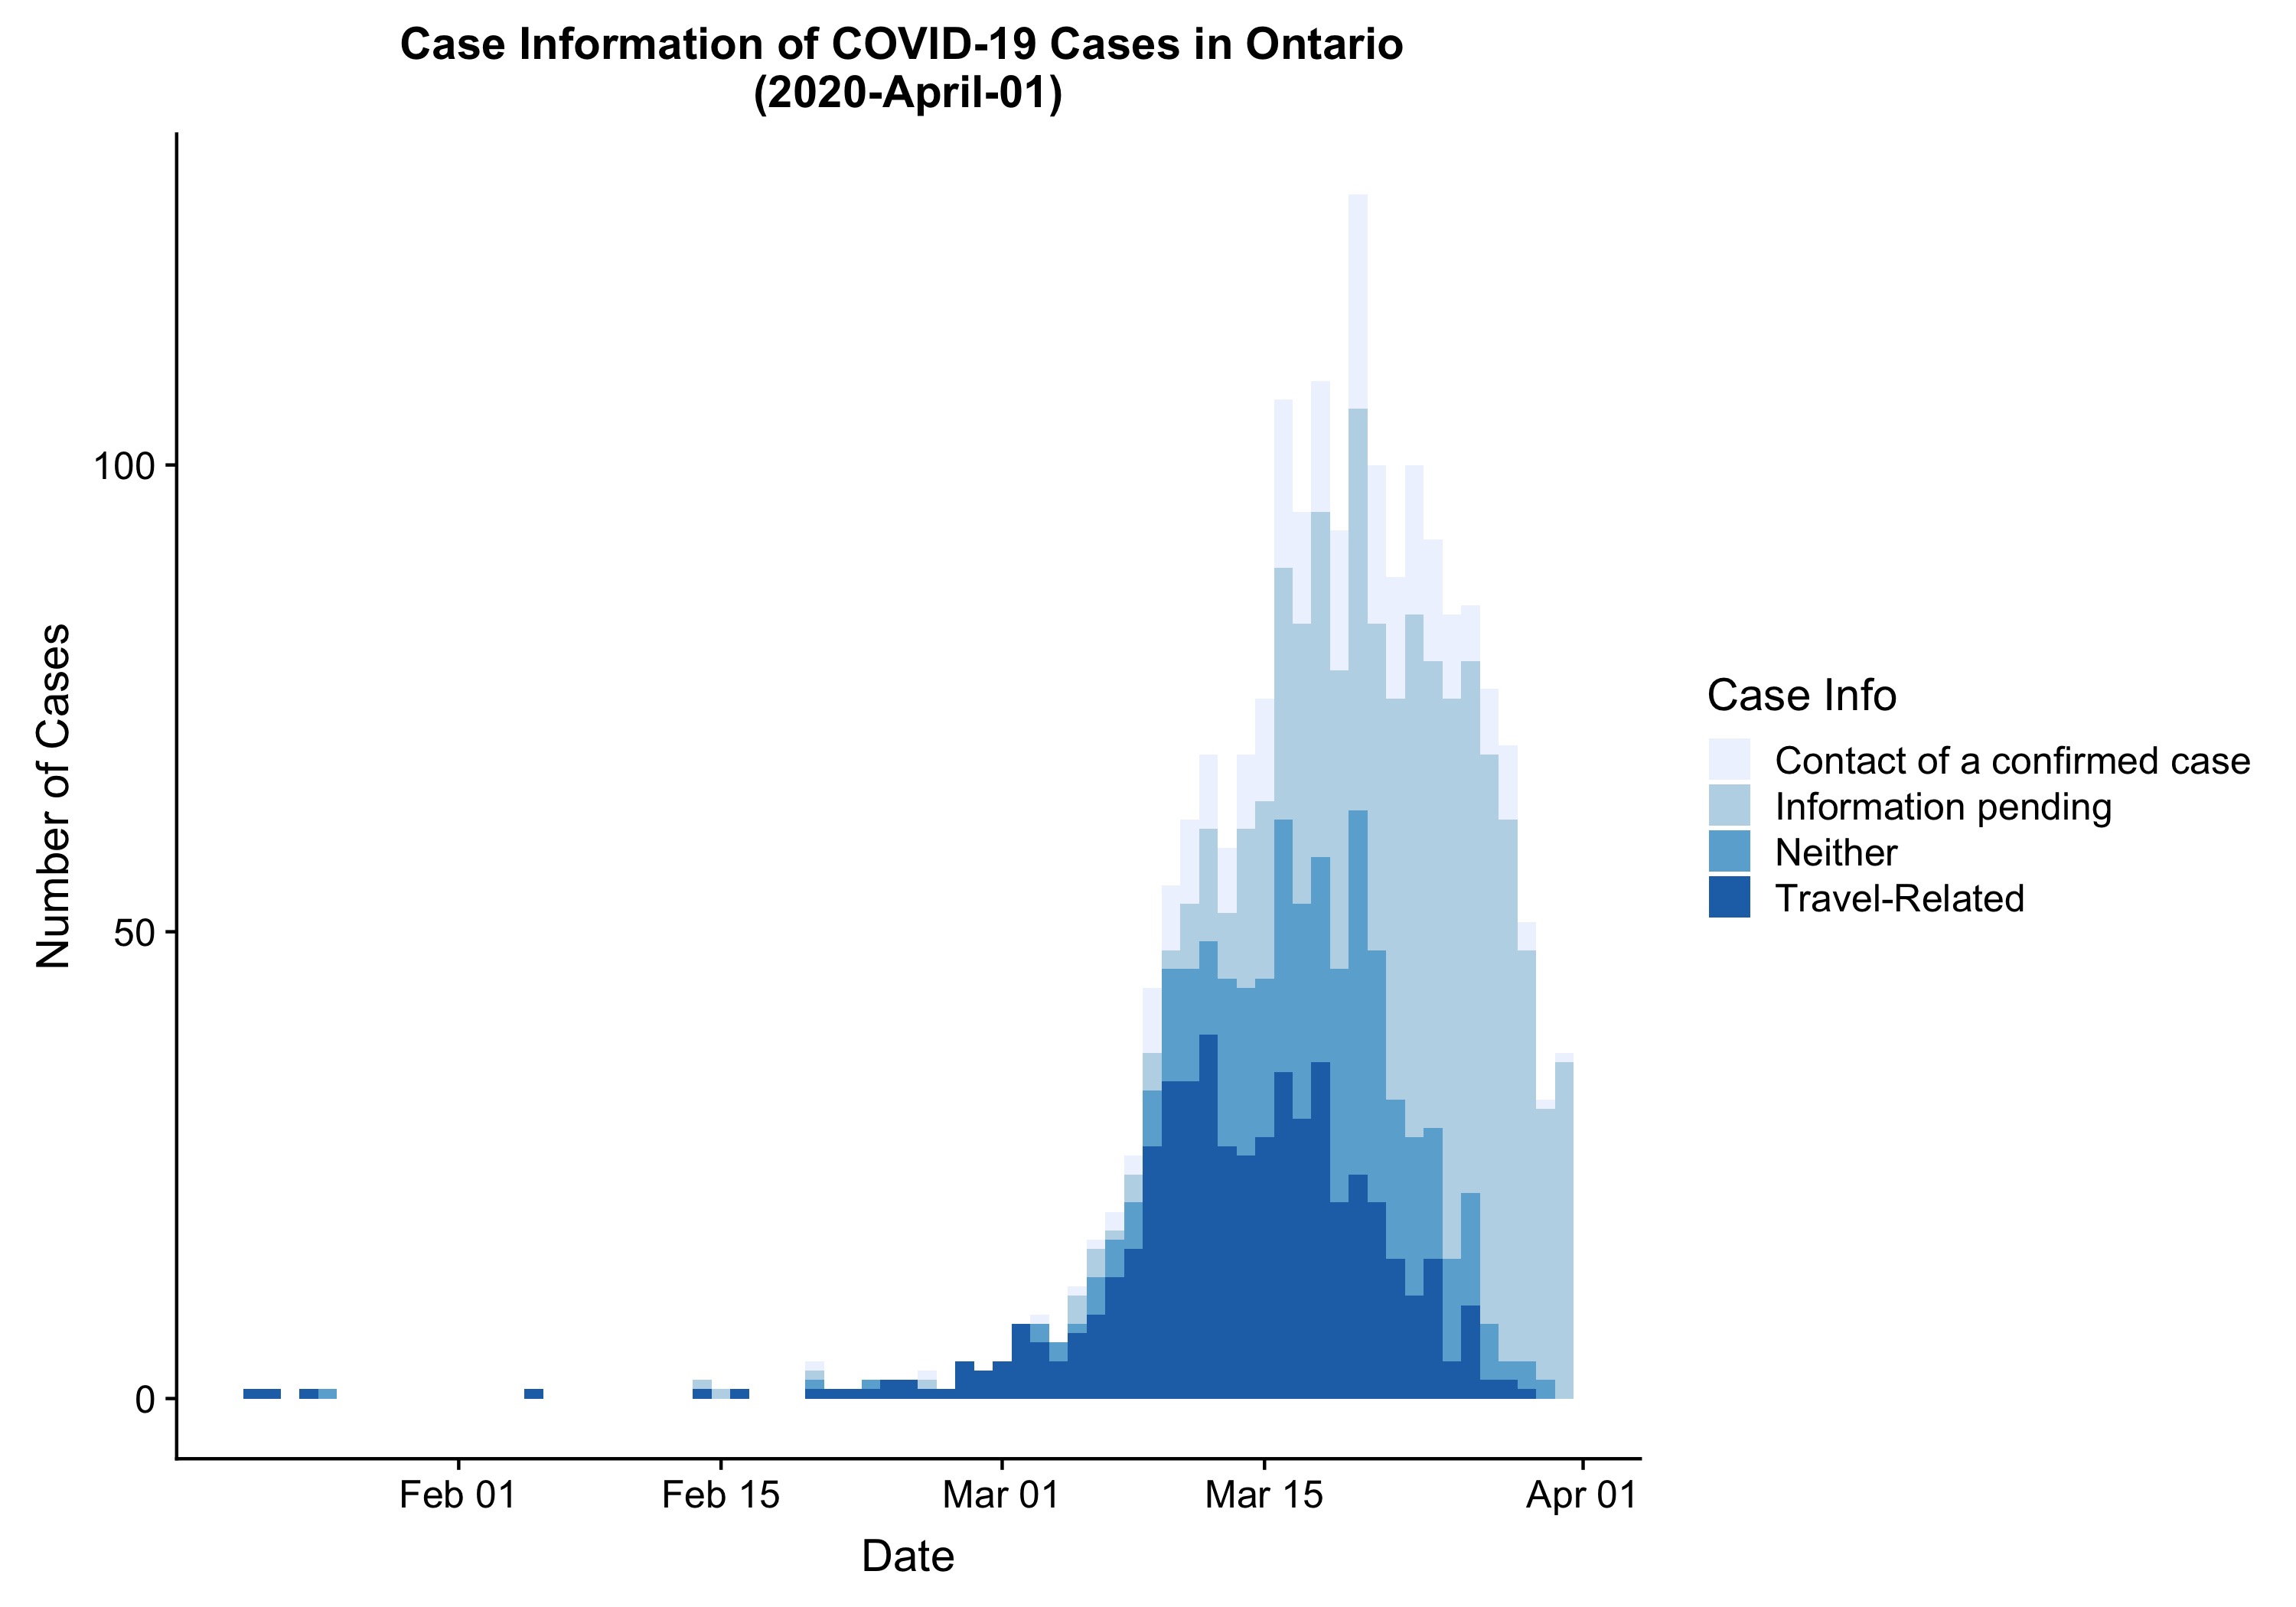 Case Information of COVID-19 Cases in Ontario
(2020-April-01)
Number of Cases
100
50
0
Feb 01
Feb 15
Mar 01
Mar 15
Apr 01
Date
Case Info
Contact of a confirmed case
Information pending
Neither
Travel-Related